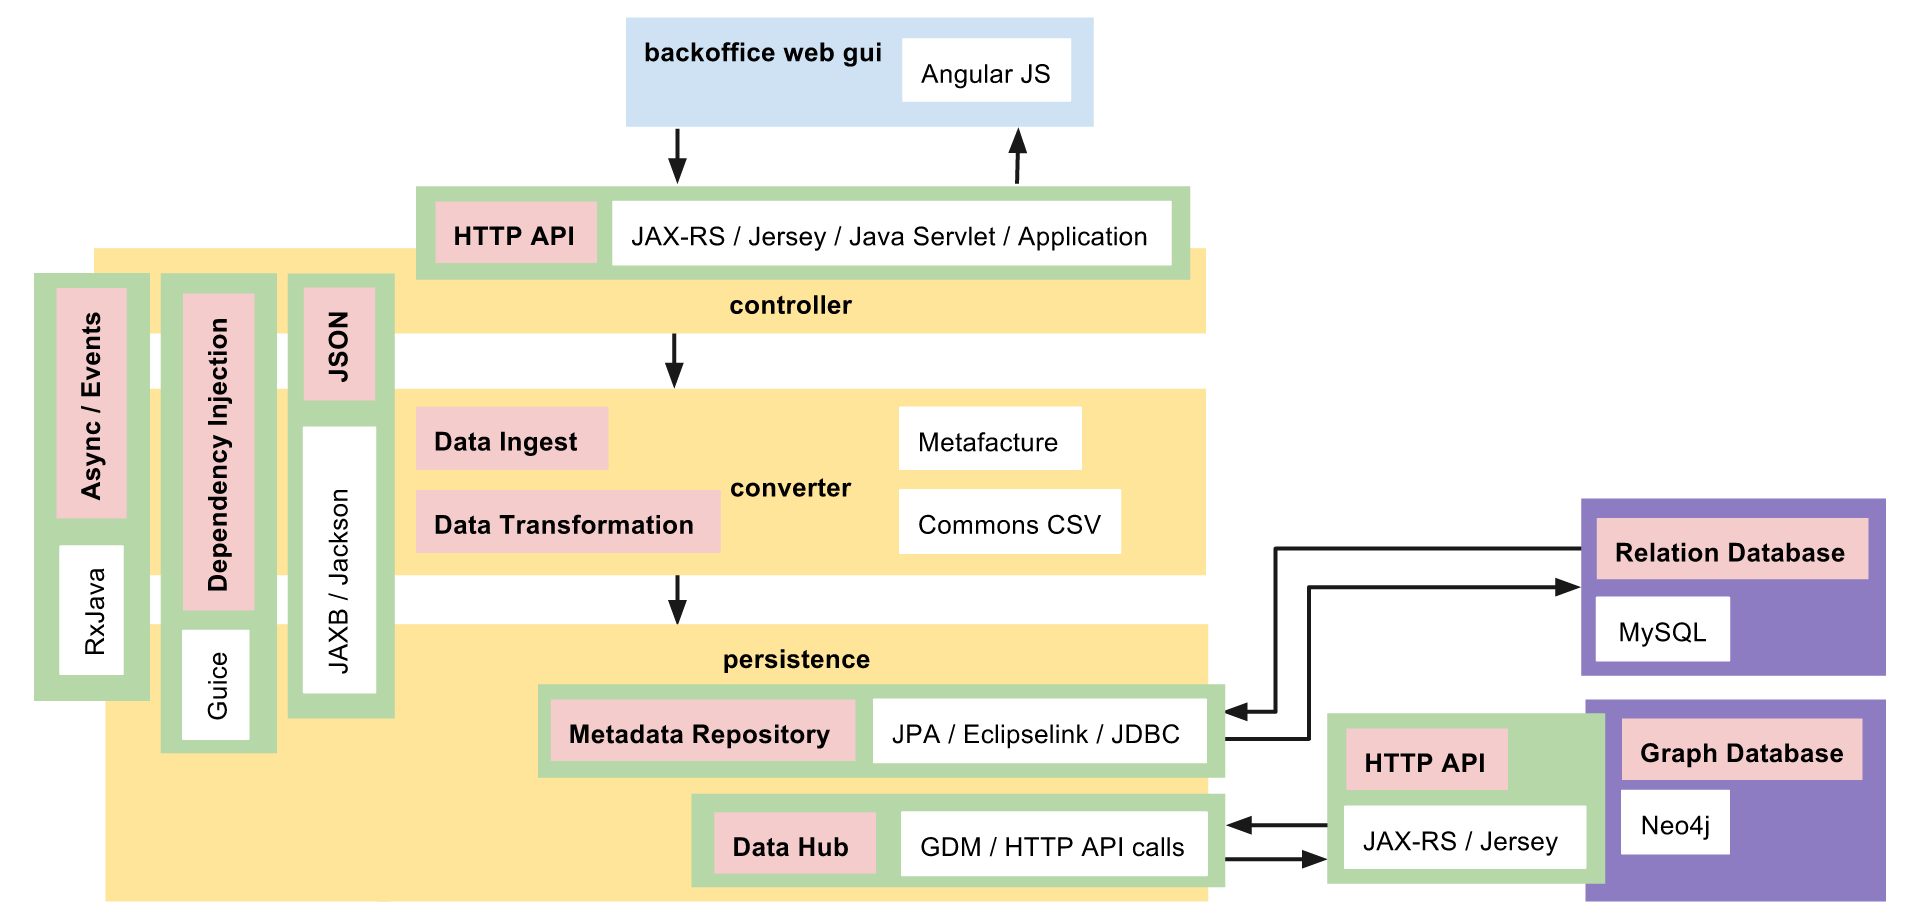 backoffice web gui
Angular JS
HTTP API
JAX-RS / Jersey / Java Servlet / Application
controller
Async / Events
RxJava
Dependency Injection
Guice
JSON
JAXB / Jackson
Data Ingest
Metafacture
converter
Data Transformation
Commons CSV
Relation Database
MySQL
persistence
Metadata Repository
JPA / Eclipselink / JDBC
HTTP API
JAX-RS / Jersey
Graph Database
Neo4j
Data Hub
GDM / HTTP API calls